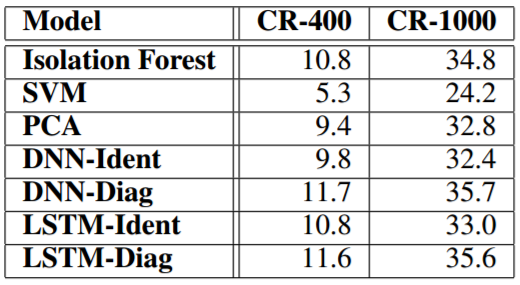 Model CR-400 CR-1000
Isolation Forest 10.8 34.8
SVM 5.3 24.2
PCA 9.4 32.8
DNN-Ident 9.8 32.4
DNN-Diag 11.7 35.7
LSTM-Ident 10.8 33.0
LSTM-Diag 11.6 35.6